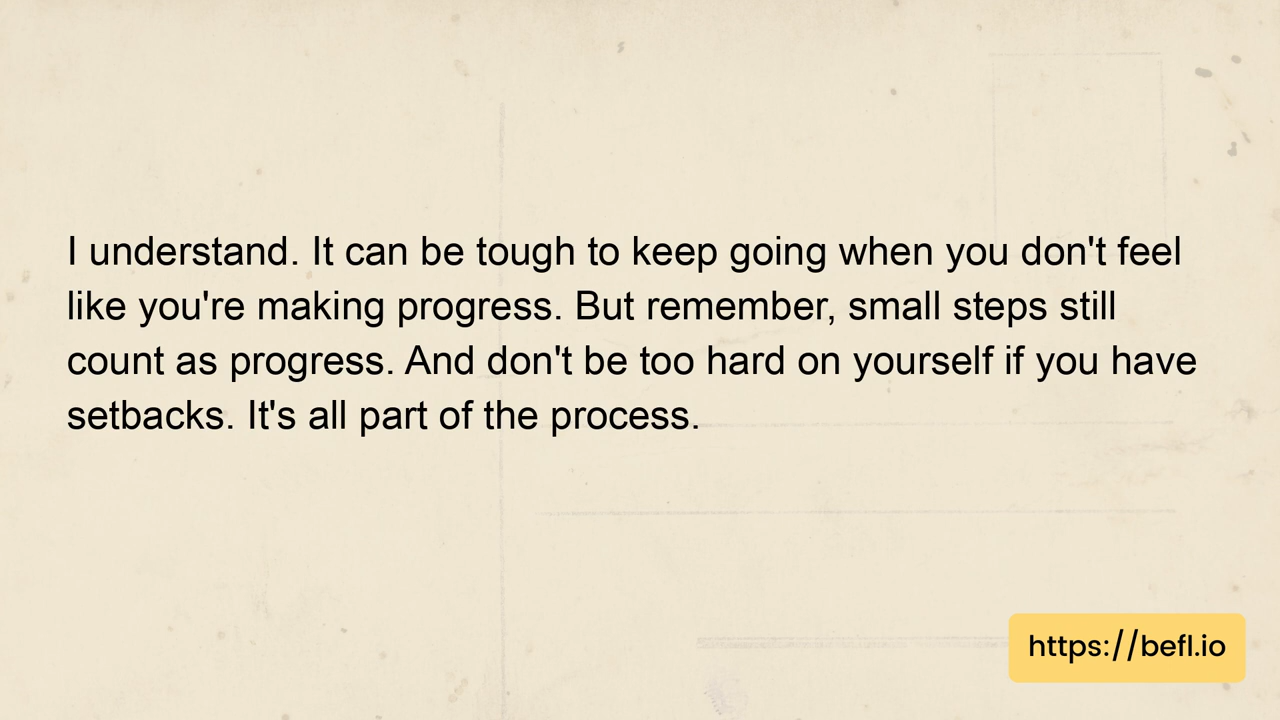 I understand. It can be tough to keep going when you don't feel
like you're making progress. But remember, small steps still
count as progress. And don't be too hard on yourself if you have
setbacks. It's all part of the process.
https://befl.io